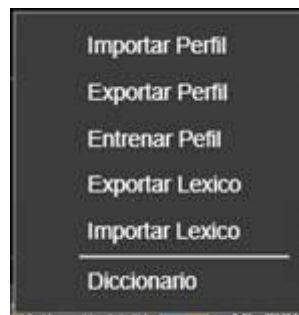 Importar Perfil
Exportar Perfil
Entrenar Pefil
Exportar Lexico
Importar Lexico
Diccionario